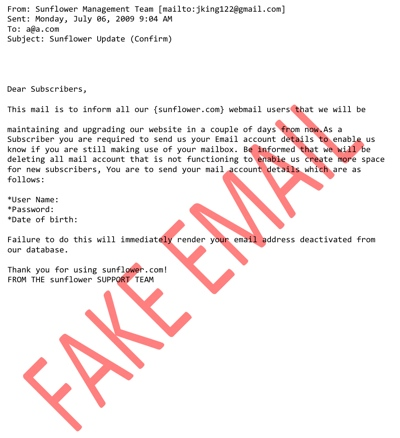 From: Sunflower Management Team [mailto:jking122@gmail.com]
Sent: Monday, July 06, 2009 9:04 AM
To: a@a.com
Subject: Sunflower Update (Confirm)
Dear Subscribers,
This mail is to inform all our {sunflower.com} webmail users that we will be
maintaining and upgrading our website in a couple of days from now.As a
Subscriber you are required to send us your Email account details to enable us
know if you are still making use of your mailbox. Be informed that we will be
deleting all mail account that is not functioning to enable us create more space
for new subscribers, You are to send your mail account details which are as
follows:
*User Name:
*Password:
*Date of birth:
Failure to do this will immediately render your email address deactivated from
our database.
Thank you for using sunflower.com!
FROM THE sunflower SUPPORT TEAM
FAKE EMAIL